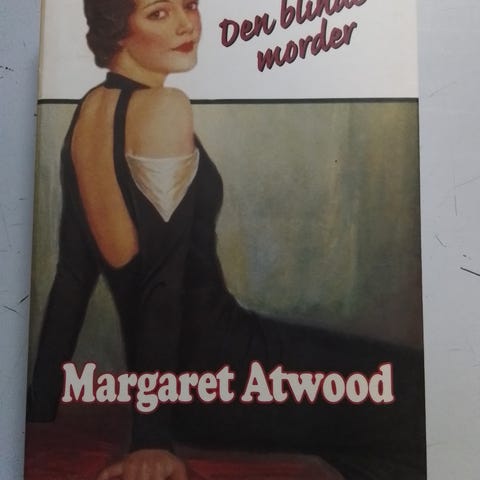 Den blinde
morder
Margaret Atwood